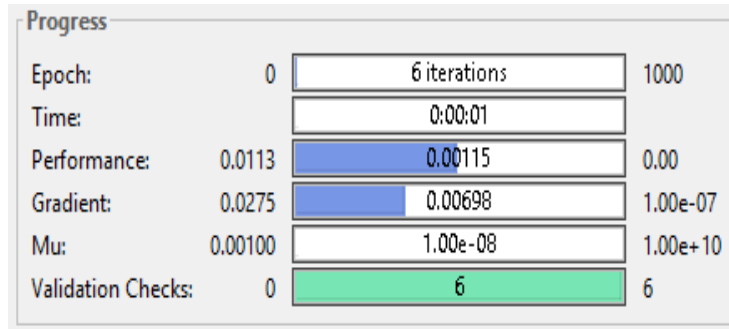 Progress
Epoch: 0 6 iterations 1000
Time: 0:00:01
Performance: 0.0113 0.00115 0.00
Gradient: 0.0275 0.00698 1.00e-07
Mu: 0.00100 1.00e-08 1.00e+10
Validation Checks: 0 6 6